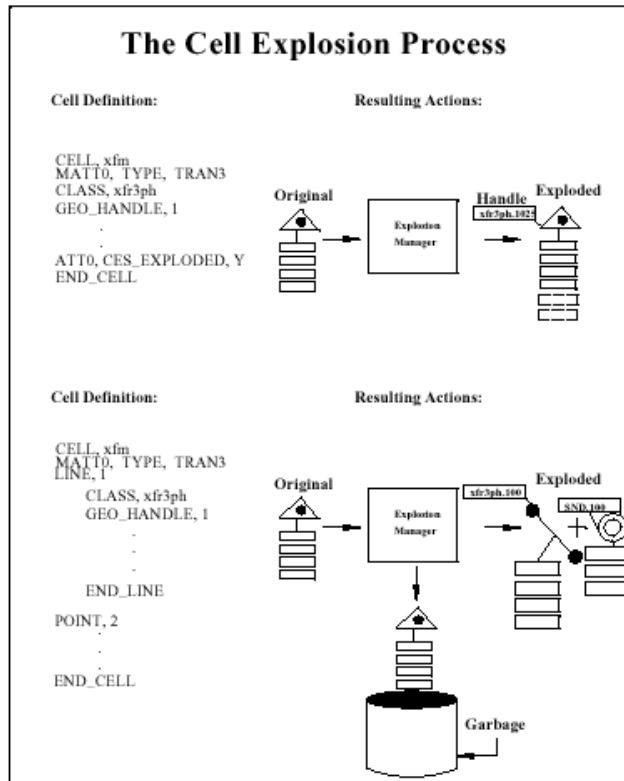 The Cell Explosion Process
Cell Definition:
Resulting Actions:
CELL, xfm
MATT0, TYPE, TRAN3
CLASS, xfr3ph
GEO_HANDLE, 1
.
.
ATT0, CES_EXPLODED, Y
END_CELL
Original
Explosion
Manager
Handle
Exploded
xfr3ph.102
Cell Definition:
Resulting Actions:
CELL, xfm
MATT0, TYPE, TRAN3
LINE, 1
CLASS, xfr3ph
GEO_HANDLE, 1
.
.
.
END_LINE
POINT, 2
.
.
.
END_CELL
Original
Explosion
Manager
Exploded
xfr3ph.100
SND.100
Garbage